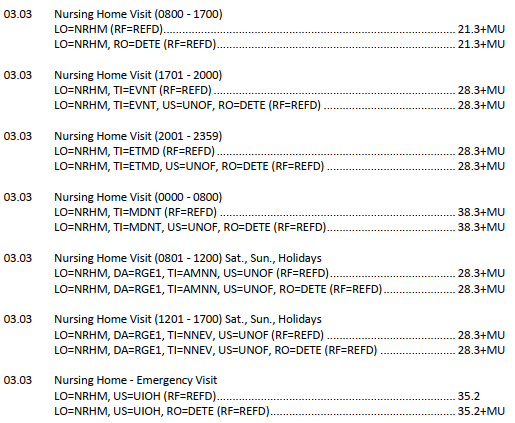 03.03 Nursing Home Visit (0800 - 1700)
LO=NRHM (RF=REFD)........................................................ 21.3+MU
LO=NRHM, RO=DETE (RF=REFD)........................................................ 21.3+MU
03.03 Nursing Home Visit (1701 - 2000)
LO=NRHM, TI=EVNT (RF=REFD) ........................................................ 28.3+MU
LO=NRHM, TI=EVNT, US=UNOF, RO=DETE (RF=REFD) ........................................ 28.3+MU
03.03 Nursing Home Visit (2001 - 2359)
LO=NRHM, TI=ETMD (RF=REFD) ........................................................ 28.3+MU
LO=NRHM, TI=ETMD, US=UNOF, RO=DETE (RF=REFD) ........................................ 28.3+MU
03.03 Nursing Home Visit (0000 - 0800)
LO=NRHM, TI=MDNT (RF=REFD) ........................................................ 38.3+MU
LO=NRHM, TI=MDNT, US=UNOF, RO=DETE (RF=REFD)........................................ 38.3+MU
03.03 Nursing Home Visit (0801 - 1200) Sat., Sun., Holidays
LO=NRHM, DA=RGE1, TI=AMNN, US=UNOF (RF=REFD)........................................ 28.3+MU
LO=NRHM, DA=RGE1, TI=AMNN, US=UNOF, RO=DETE (RF=REFD)........................ 28.3+MU
03.03 Nursing Home Visit (1201 - 1700) Sat., Sun., Holidays
LO=NRHM, DA=RGE1, TI=NNEV, US=UNOF (RF=REFD) ........................................ 28.3+MU
LO=NRHM, DA=RGE1, TI=NNEV, US=UNOF, RO=DETE (RF=REFD) ........................ 28.3+MU
03.03 Nursing Home - Emergency Visit
LO=NRHM, US=UIOH (RF=REFD)........................................................ 35.2
LO=NRHM, US=UIOH, RO=DETE (RF=REFD)........................................................ 35.2+MU